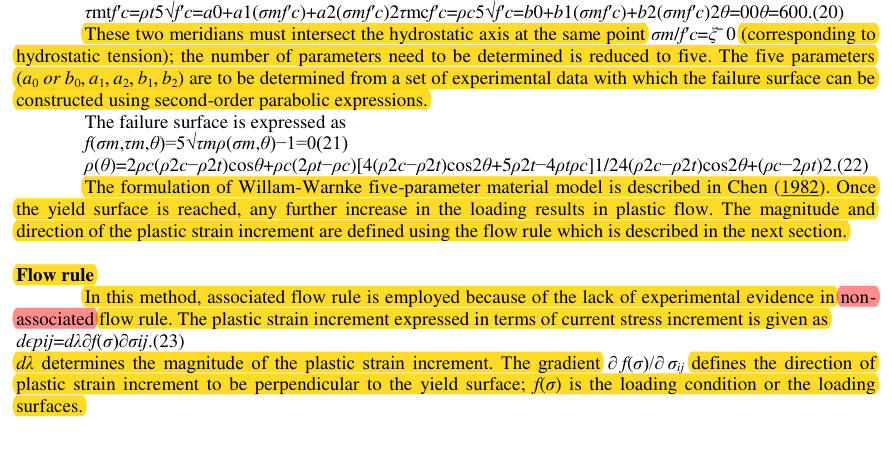 τmtf′c=ρt5√f′c=a0+a1(σmf′c)+a2(σmf′c)2τmcf′c=ρc5√f′c=b0+b1(σmf′c)+b2(σmf′c)2θ=00θ=600.(20)
These two meridians must intersect the hydrostatic axis at the same point σm/f′c=ξ¯0 (corresponding to
hydrostatic tension); the number of parameters need to be determined is reduced to five. The five parameters
(a0 or b0, a1, a2, b1, b2) are to be determined from a set of experimental data with which the failure surface can be
constructed using second-order parabolic expressions.
The failure surface is expressed as
f(σm,τm,θ)=5√τmρ(σm,θ)−1=0(21)
ρ(θ)=2ρc(ρ2c−ρ2t)cosθ+ρc(2ρt−ρc)[4(ρ2c−ρ2t)cos2θ+5ρ2t−4ρtρc]1/24(ρ2c−ρ2t)cos2θ+(ρc−2ρt)2.(22)
The formulation of Willam-Warnke five-parameter material model is described in Chen (1982). Once
the yield surface is reached, any further increase in the loading results in plastic flow. The magnitude and
direction of the plastic strain increment are defined using the flow rule which is described in the next section.
Flow rule
In this method, associated flow rule is employed because of the lack of experimental evidence in non-
associated flow rule. The plastic strain increment expressed in terms of current stress increment is given as
dϵpij=dλ∂f(σ)∂σij.(23)
dλ determines the magnitude of the plastic strain increment. The gradient ∂ f(σ)/∂ σij defines the direction of
plastic strain increment to be perpendicular to the yield surface; f(σ) is the loading condition or the loading
surfaces.